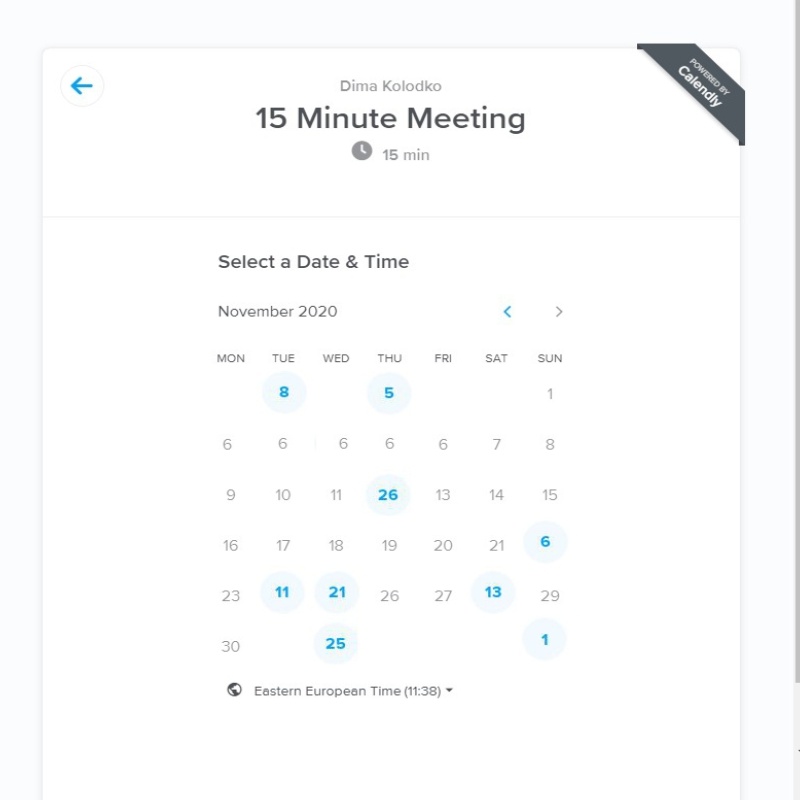 POWERED BY
Calendly
Dima Kolodko
15 Minute Meeting
15 min
Select a Date & Time
November 2020
MON TUE WED THU FRI SAT SUN
8 5 1
6 6 6 6 6 7 8
9 10 11 26 13 14 15
16 17 18 19 20 21 6
23 11 21 26 27 13 29
30 25 1
Eastern European Time (11:38)